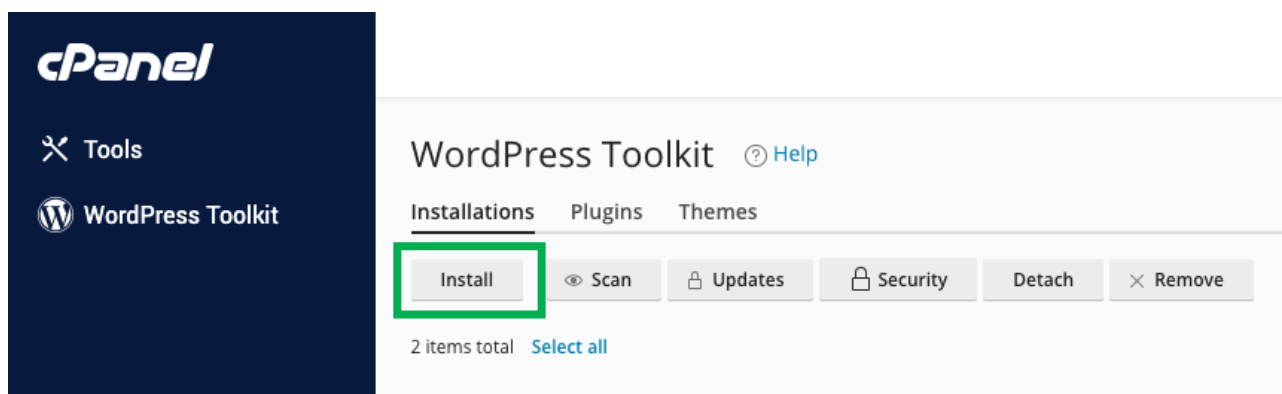 cPanel
Tools
WordPress Toolkit
WordPress Toolkit ? Help
Installations Plugins Themes
Install Scan Updates Security Detach Remove
2 items total Select all